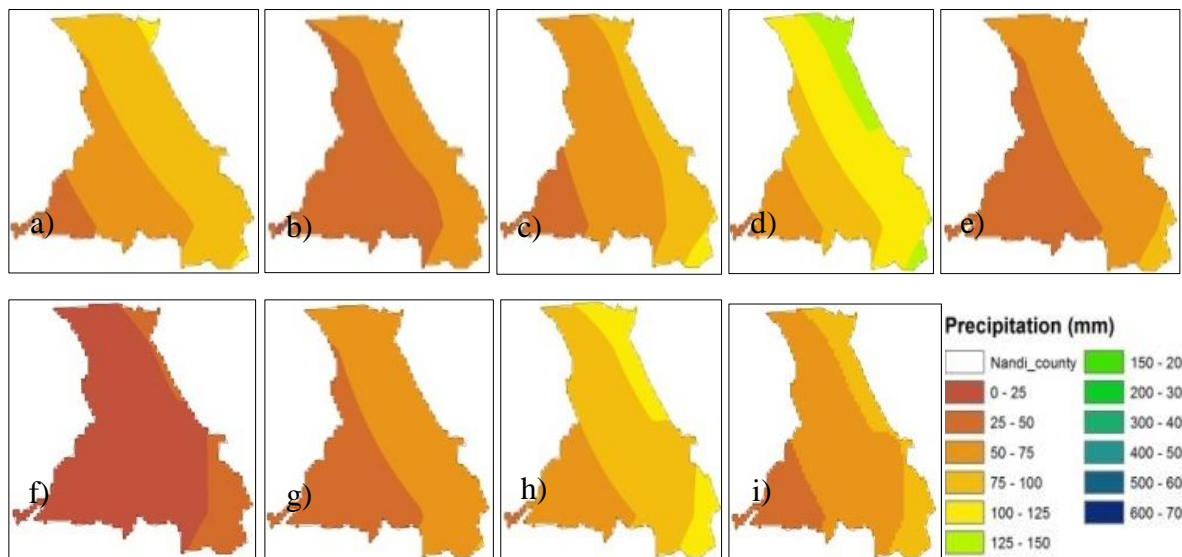 a)
b)
c)
d)
e)
f)
g)
h)
i)
Precipitation (mm)
Nandi_county
0 - 25
25 - 50
50 - 75
75 - 100
100 - 125
125 - 150
150 - 20
200 - 30
300 - 40
400 - 50
500 - 60
600 - 70